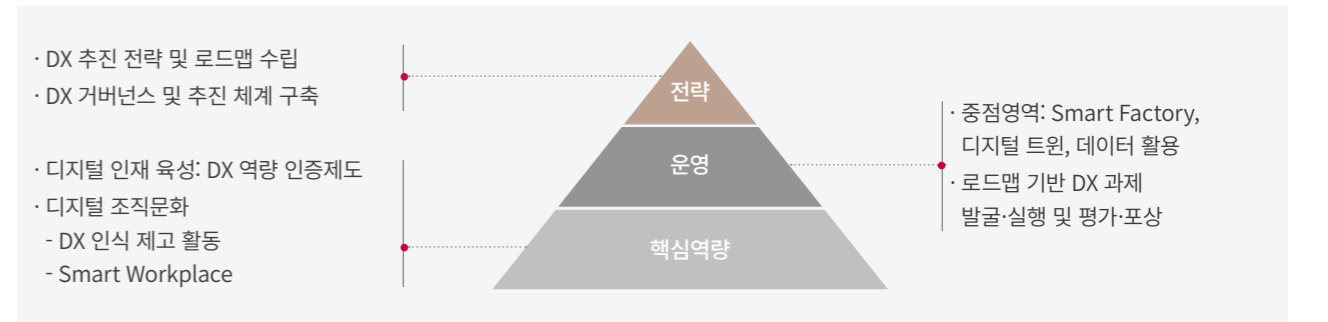 · DX 추진 전략 및 로드맵 수립
· DX 거버넌스 및 추진 체계 구축
전략
· 중점영역: Smart Factory,
디지털 트윈, 데이터 활용
· 로드맵 기반 DX 과제
발굴·실행 및 평가·포상
운영
· 디지털 인재 육성: DX 역량 인증제도
· 디지털 조직문화
- DX 인식 제고 활동
- Smart Workplace
핵심역량